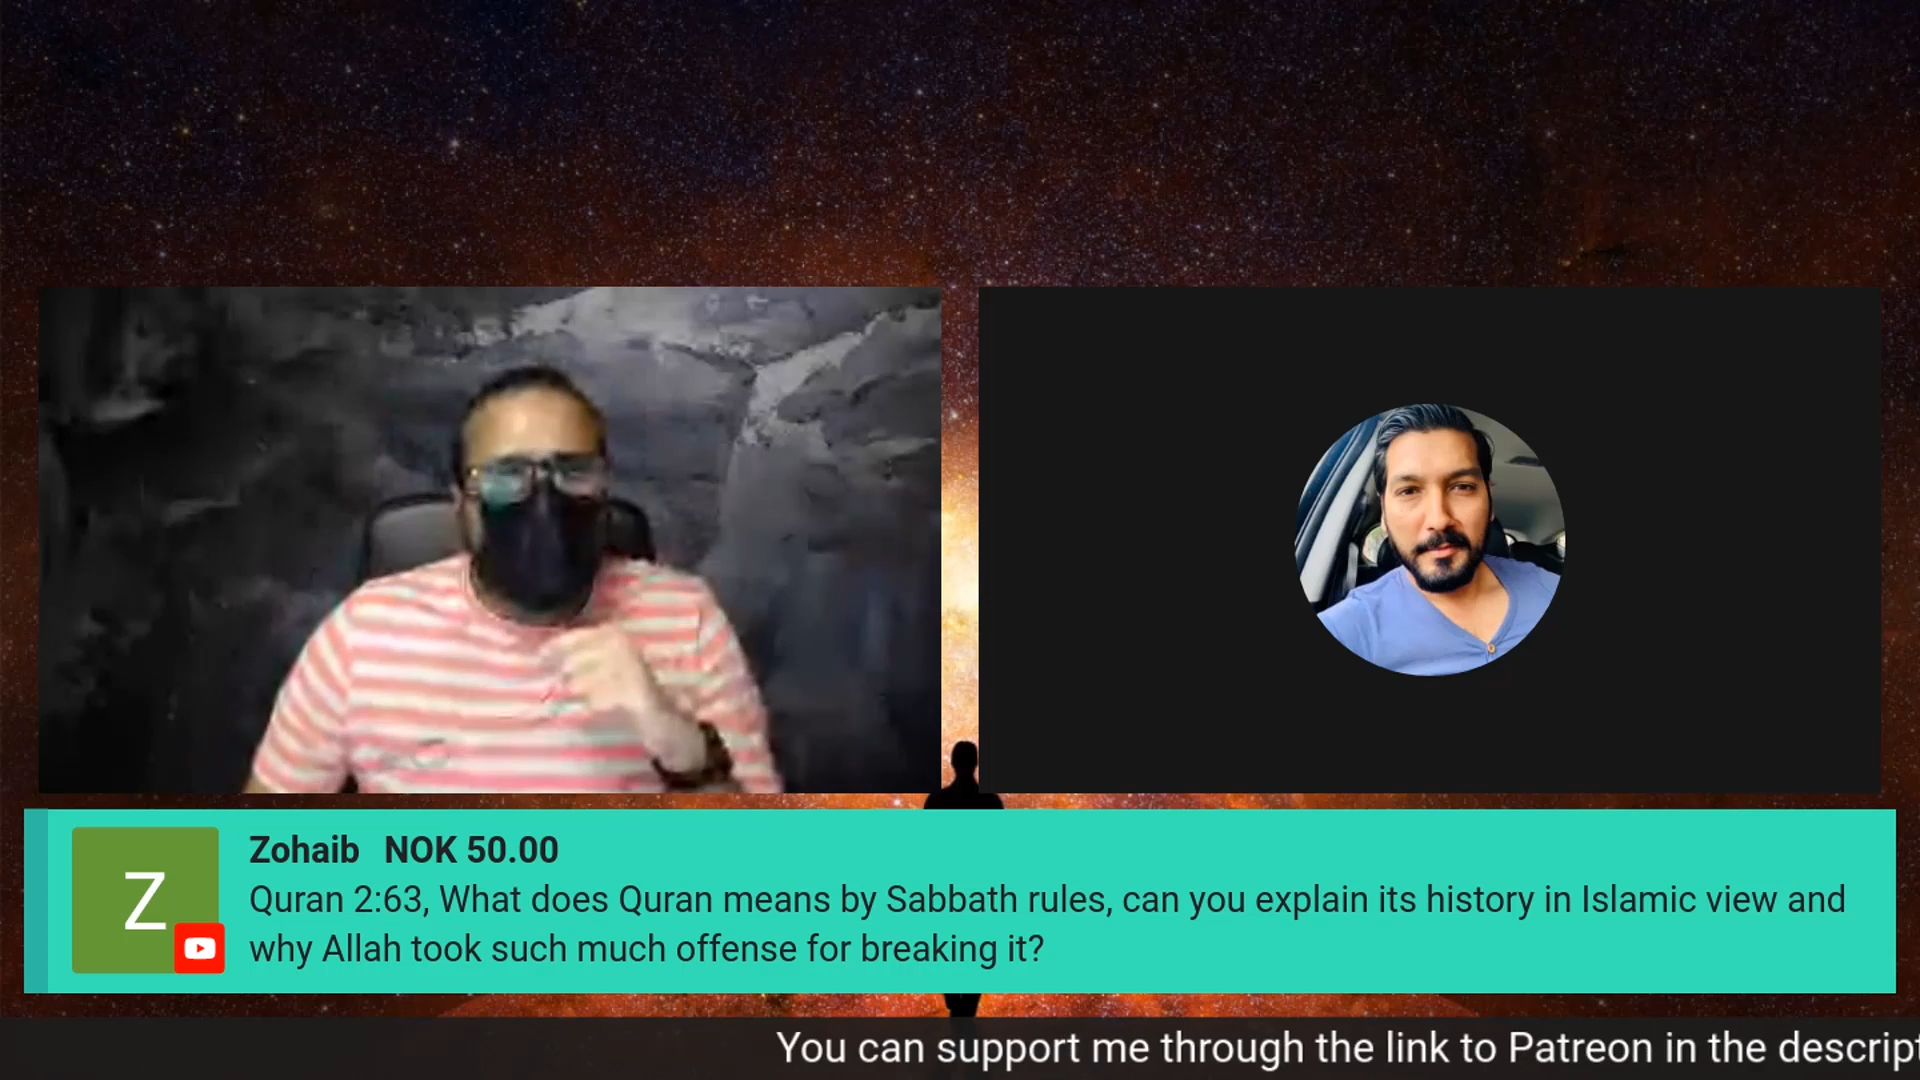 Zohaib NOK 50.00
Z
Quran 2:63, What does Quran means by Sabbath rules, can you explain its history in Islamic view and
why Allah took such much offense for breaking it?
You can support me through the link to Patreon in the descript